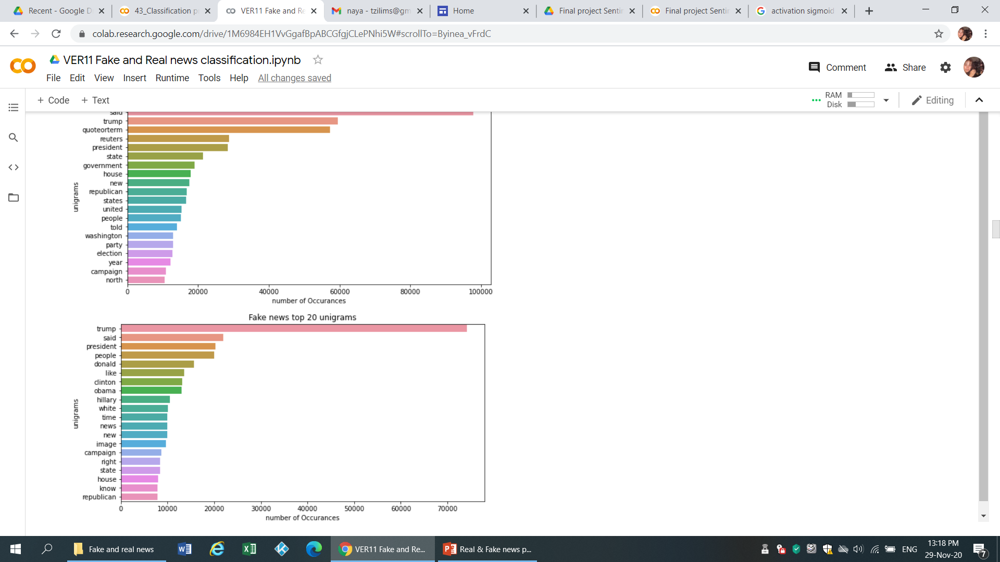 Recent - Google D
43_Classification p
VER11 Fake and Re
naya - tzilims@gm
Home
Final project Sentin
Final project Sentin
activation sigmoid
colab.research.google.com/drive/1M6984EH1VvGgafBpABCGfgjCLePNhi5W#scrollTo=Byinea_vFrdC
VER11 Fake and Real news classification.ipynb
Comment
Share
File Edit View Insert Runtime Tools Help All changes saved
+ Code + Text
RAM
Disk
Editing
said
trump
quoteorterm
reuters
president
state
government
house
new
republican
states
united
people
told
washington
party
election
year
campaign
north
unigrams
0 20000 40000 60000 80000 100000
number of Occurances
Fake news top 20 unigrams
trump
said
president
people
donald
like
clinton
obama
hillary
white
time
news
new
image
campaign
right
state
house
know
republican
unigrams
0 10000 20000 30000 40000 50000 60000 70000
number of Occurances
Fake and real news
VER11 Fake and Re...
Real & Fake news p...
ENG
13:18 PM
29-Nov-20
7